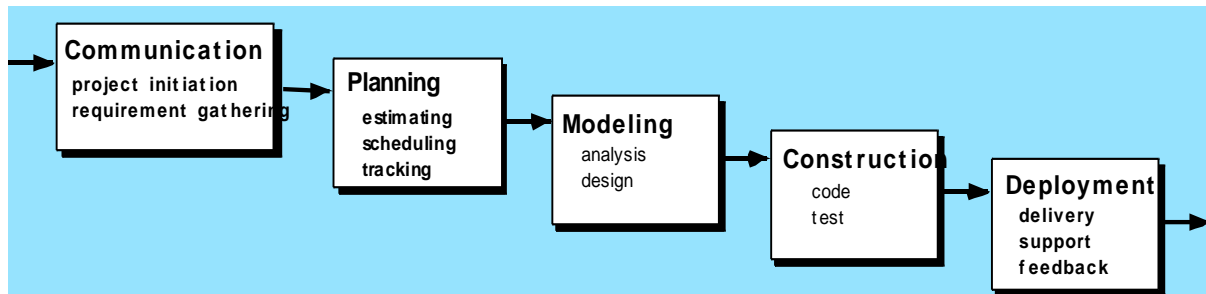 Communication
project initiation
requirement gathering
Planning
estimating
scheduling
tracking
Modeling
analysis
design
Construction
code
test
Deployment
delivery
support
feedback